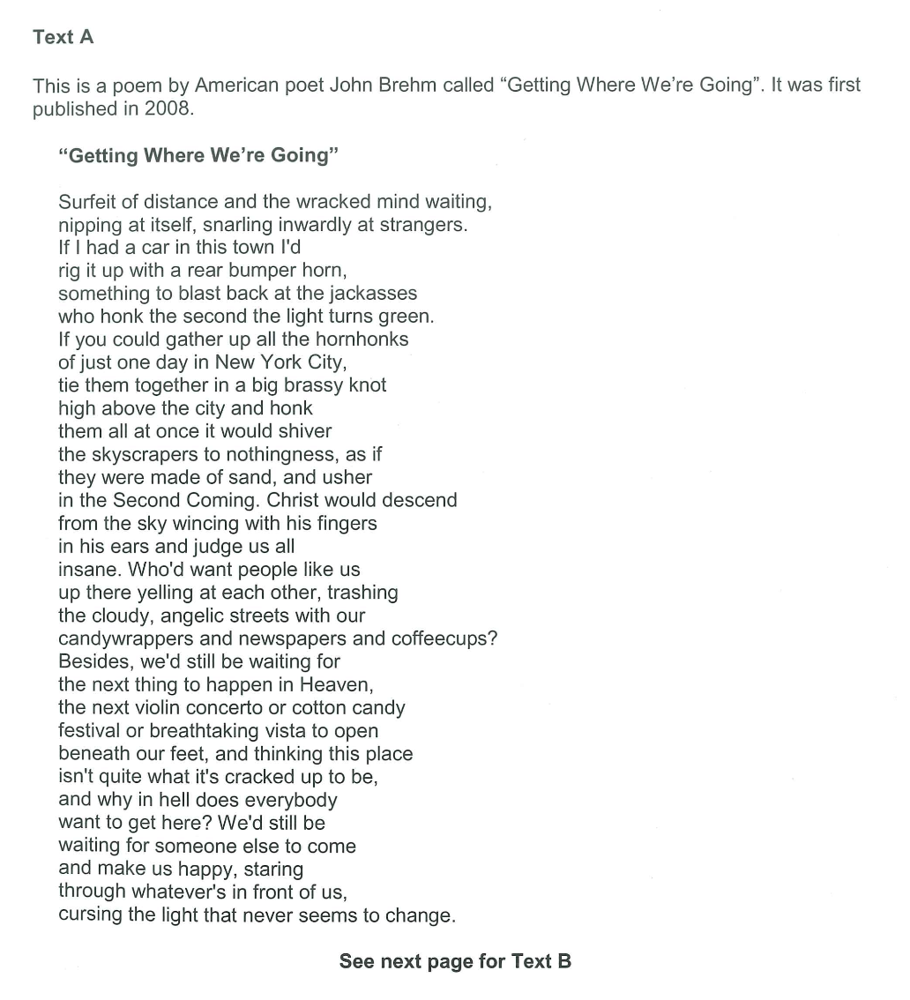 Text A
This is a poem by American poet John Brehm called “Getting Where We’re Going”. It was first
published in 2008.
“Getting Where We’re Going”
Surfeit of distance and the wracked mind waiting,
nipping at itself, snarling inwardly at strangers.
If I had a car in this town I'd
rig it up with a rear bumper horn,
something to blast back at the jackasses
who honk the second the light turns green.
If you could gather up all the hornhonks
of just one day in New York City,
tie them together in a big brassy knot
high above the city and honk
them all at once it would shiver
the skyscrapers to nothingness, as if
they were made of sand, and usher
in the Second Coming. Christ would descend
from the sky wincing with his fingers
in his ears and judge us all
insane. Who'd want people like us
up there yelling at each other, trashing
the cloudy, angelic streets with our
candywrappers and newspapers and coffeecups?
Besides, we'd still be waiting for
the next thing to happen in Heaven,
the next violin concerto or cotton candy
festival or breathtaking vista to open
beneath our feet, and thinking this place
isn't quite what it's cracked up to be,
and why in hell does everybody
want to get here? We'd still be
waiting for someone else to come
and make us happy, staring
through whatever's in front of us,
cursing the light that never seems to change.
See next page for Text B